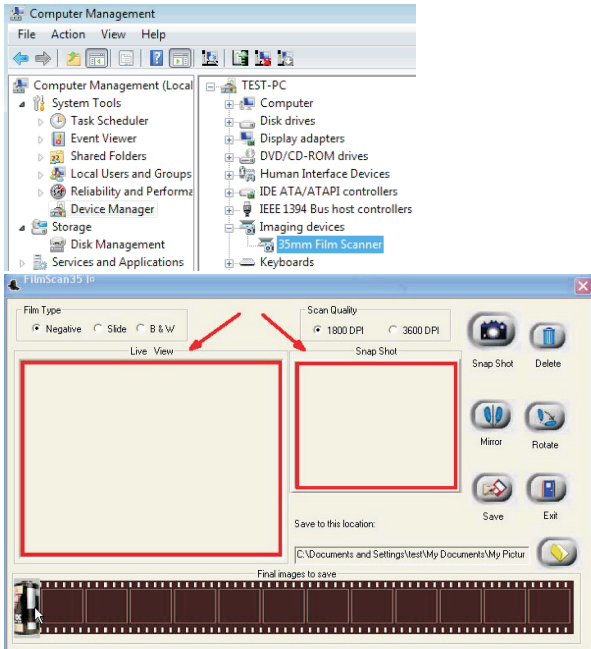 Computer Management
File Action View Help
Computer Management (Local
System Tools
Task Scheduler
Event Viewer
Shared Folders
Local Users and Groups
Reliability and Performa
Device Manager
Storage
Disk Management
Services and Applications
TEST-PC
Computer
Disk drives
Display adapters
DVD/CD-ROM drives
Human Interface Devices
IDE ATA/ATAPI controllers
IEEE 1394 Bus host controllers
Imaging devices
35mm Film Scanner
Keyboards
FilmScan35 I
Film Type
Negative Slide B & W
Scan Quality
1800 DPI 3600 DPI
Live View
Snap Shot
Snap Shot Delete
Mirror Rotate
Save Exit
Save to this location:
C:\Documents and Settings\test\My Documents\My Pictur
Final images to save